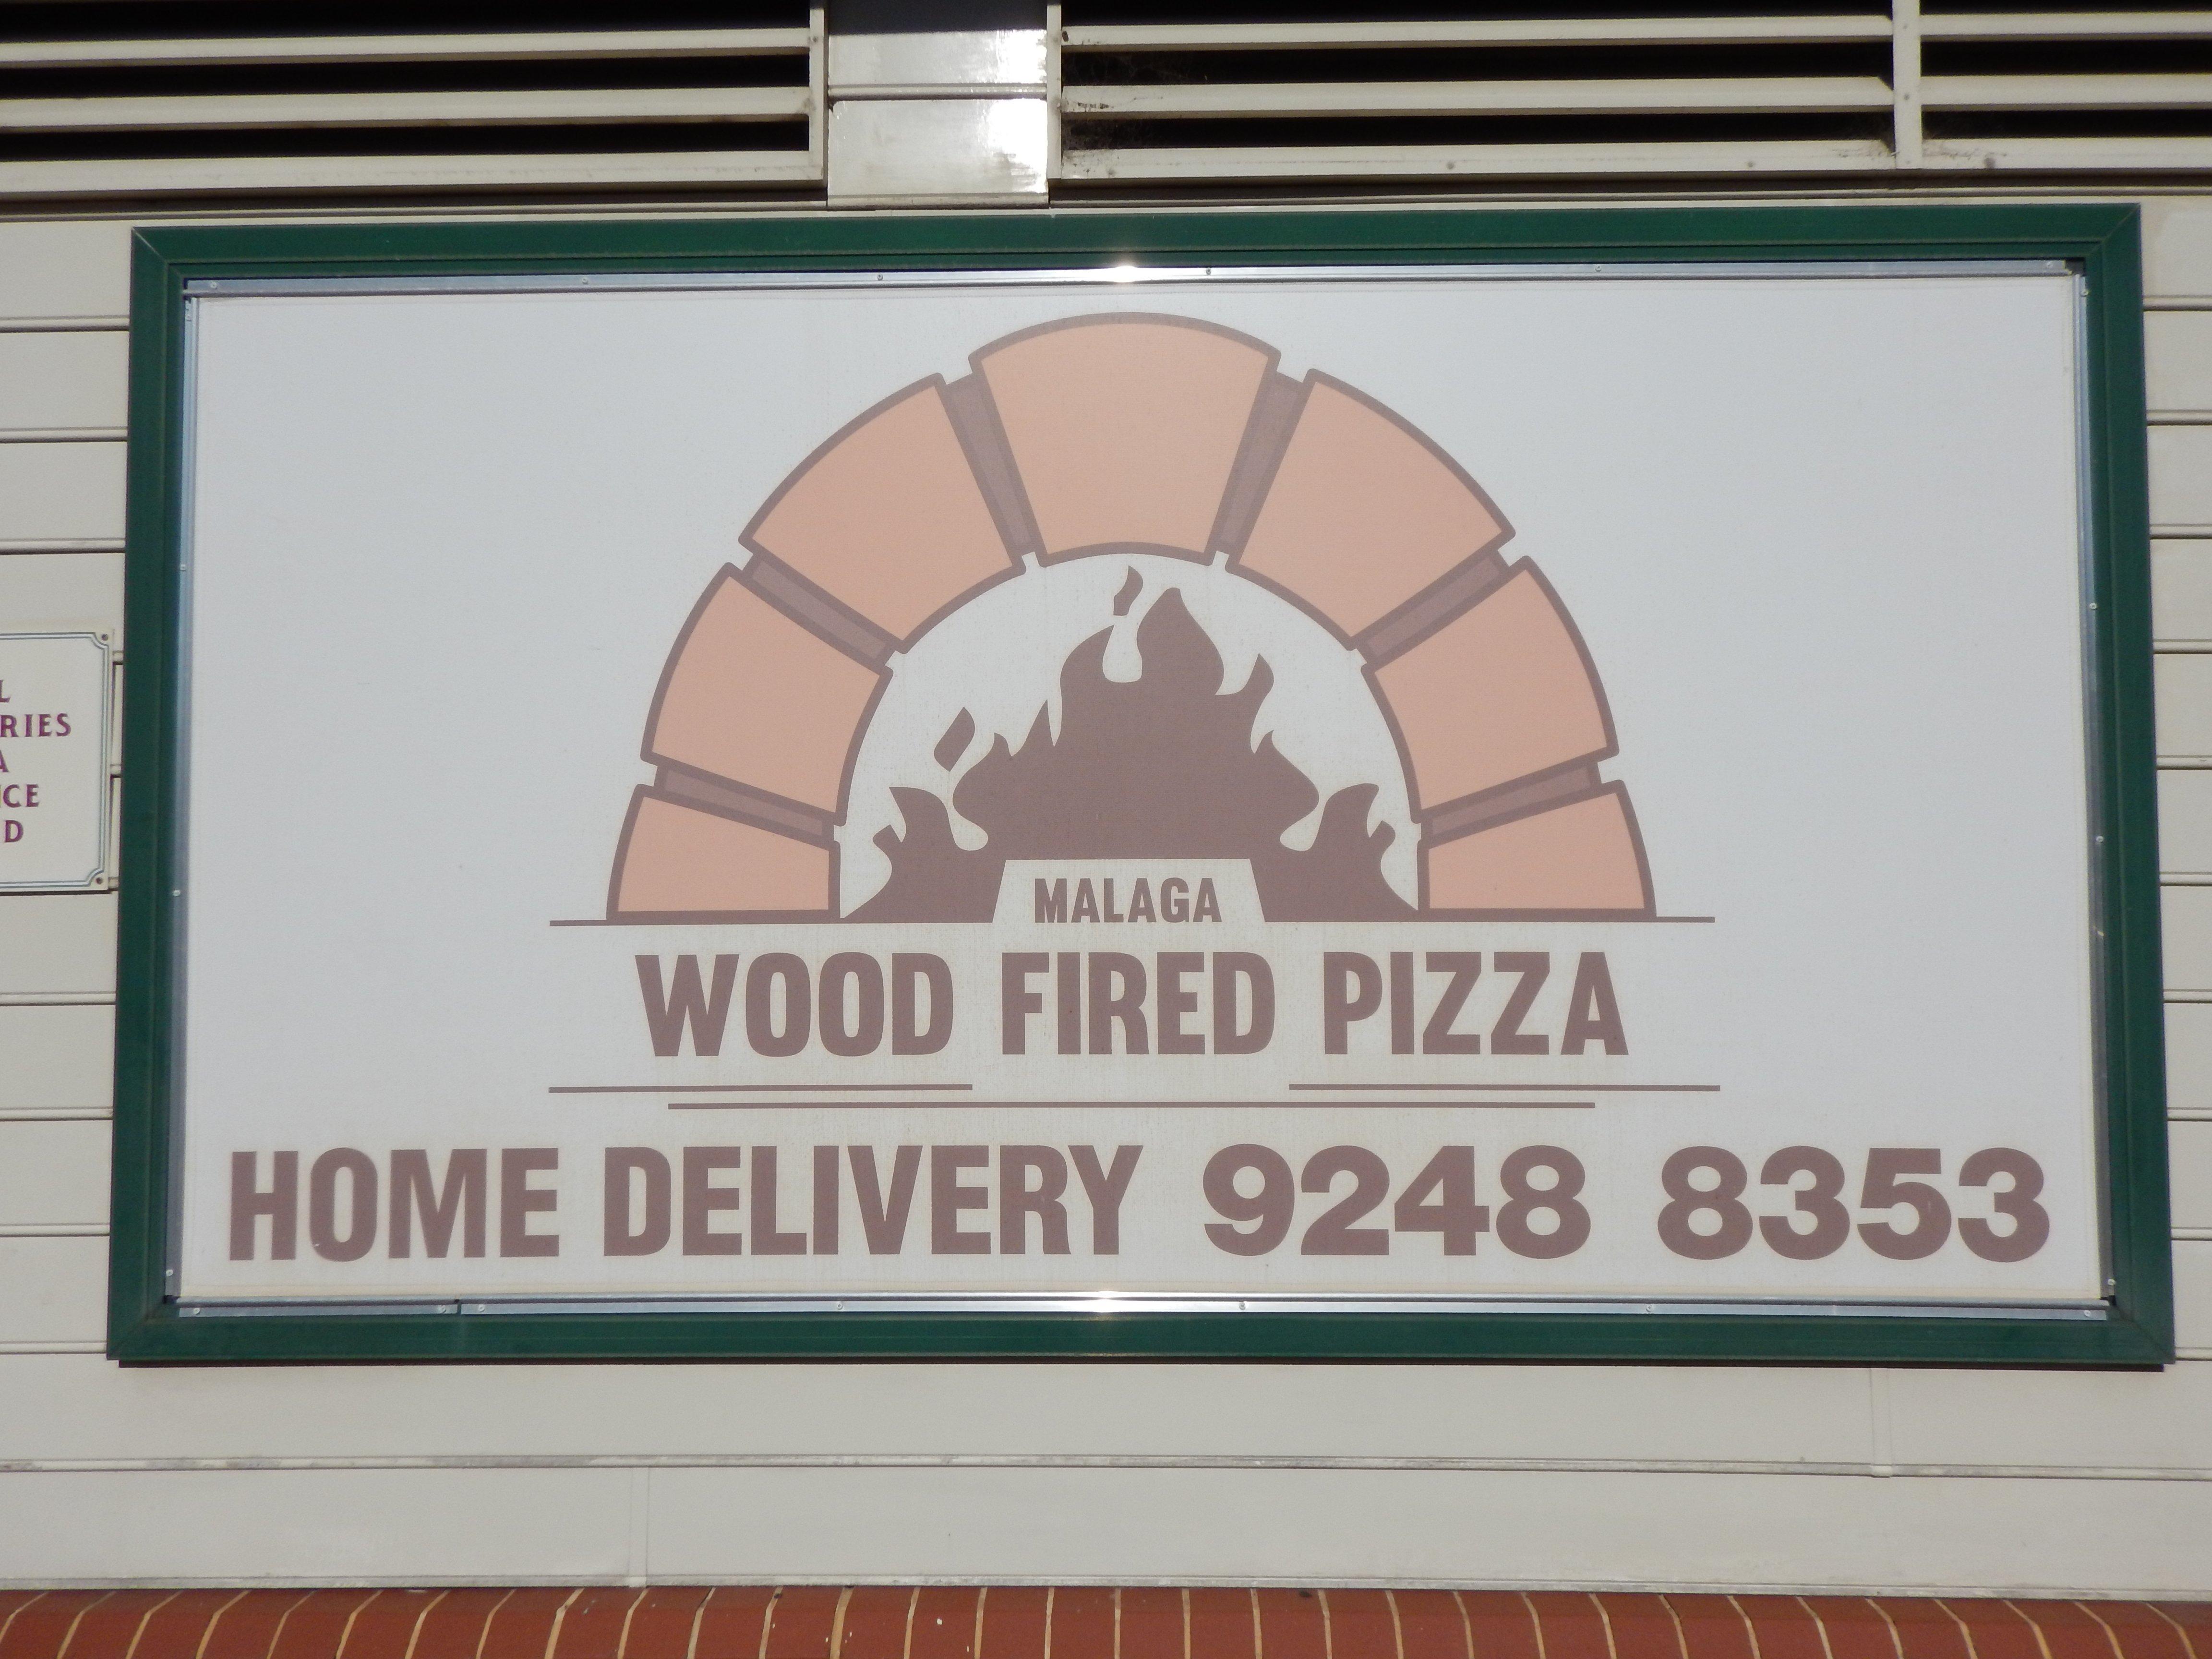 MALAGA
WOOD FIRED PIZZA
HOME DELIVERY 9248 8353